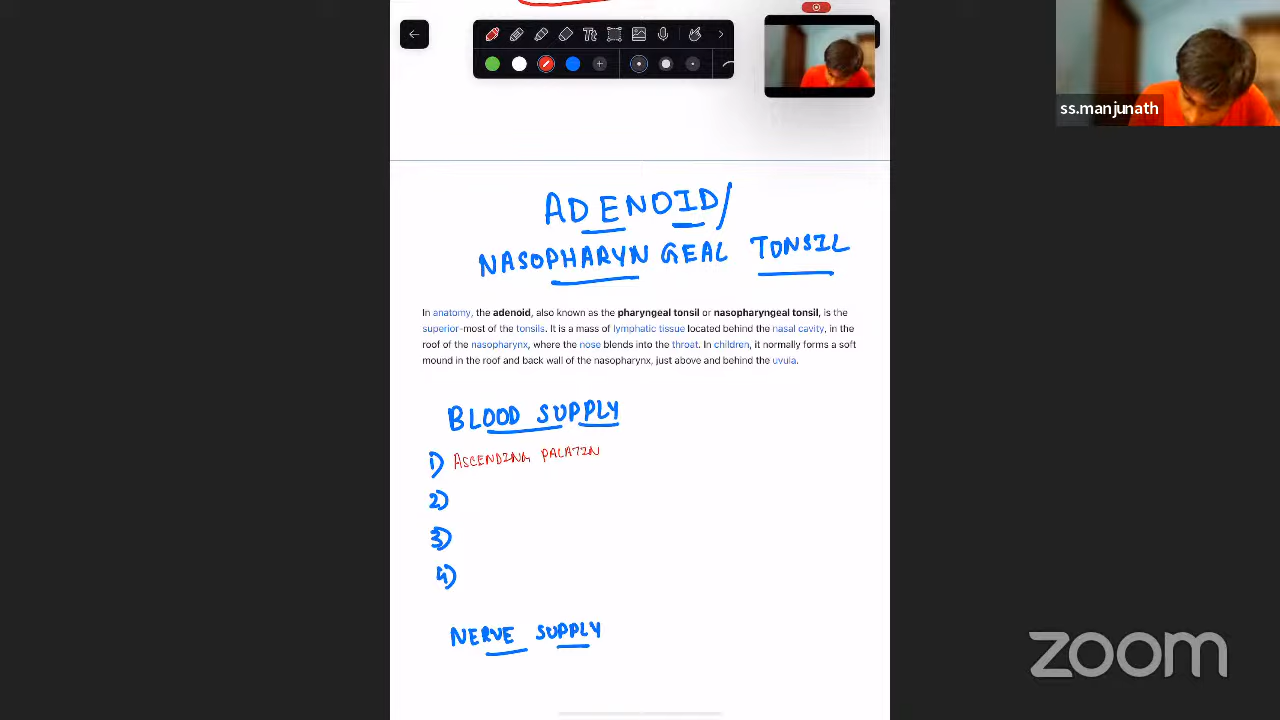 Tt
ss.manjunath
ADENOID/
NASOPHARYNGEAL TONSIL
In anatomy, the adenoid, also known as the pharyngeal tonsil or nasopharyngeal tonsil, is the
superior-most of the tonsils. It is a mass of lymphatic tissue located behind the nasal cavity, in the
roof of the nasopharynx, where the nose blends into the throat. In children, it normally forms a soft
mound in the roof and back wall of the nasopharynx, just above and behind the uvula.
BLOOD SUPPLY
1) ASCENDING PALATIN
2)
3)
4)
NERVE SUPPLY
zoom